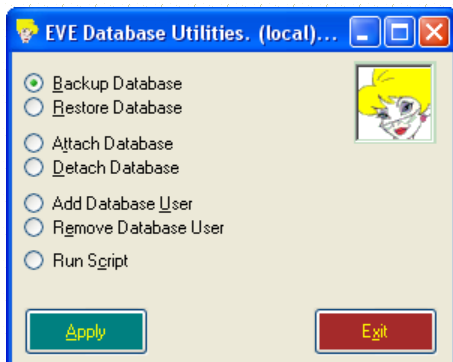 EVE Database Utilities. (local)...
Backup Database
Restore Database
Attach Database
Detach Database
Add Database User
Remove Database User
Run Script
Apply
Exit